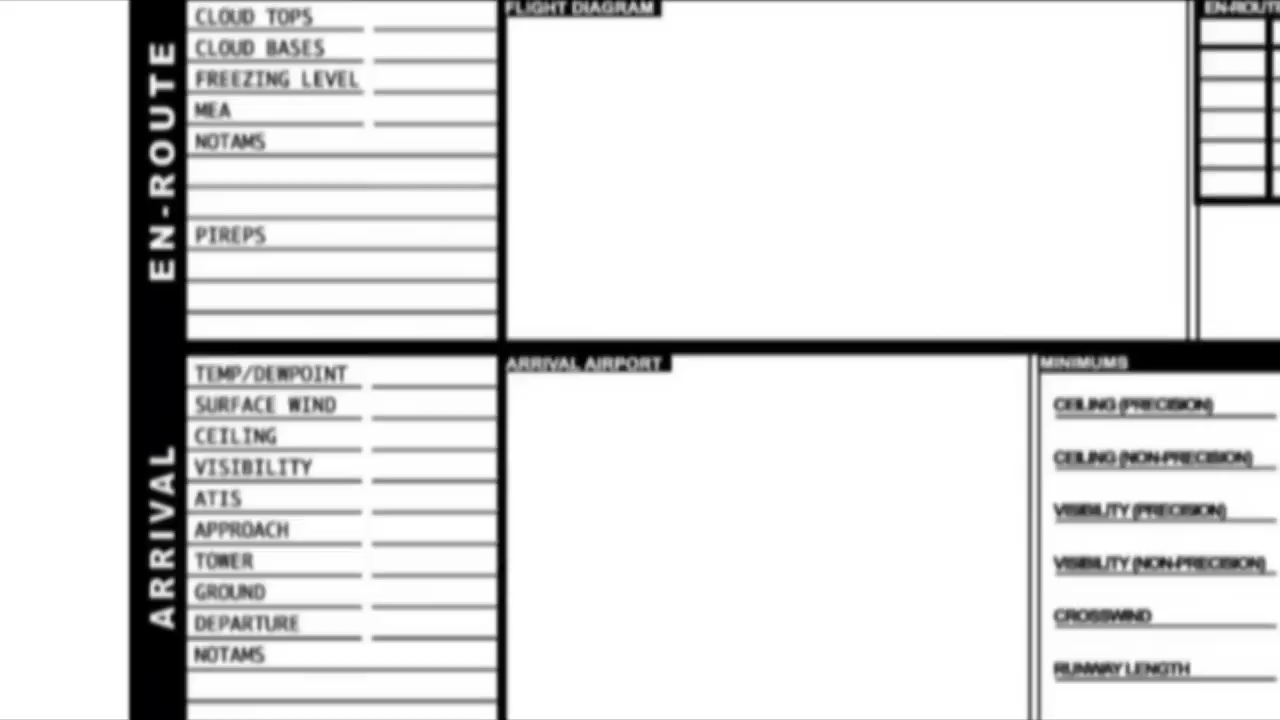 CLOUD TOPS
CLOUD BASES
FREEZING LEVEL
MEA
NOTAMS
PIREPS
EN-ROUTE
FLIGHT DIAGRAM
EN-ROUT
TEMP/DEWPOINT
SURFACE WIND
CEILING
VISIBILITY
ATIS
APPROACH
TOWER
GROUND
DEPARTURE
NOTAMS
ARRIVAL
ARRIVAL AIRPORT
MINIMUMS
CEILING (PRECISION)
CEILING (NON-PRECISION)
VISIBILITY (PRECISION)
VISIBILITY (NON-PRECISION)
CROSSWIND
RUNWAY LENGTH